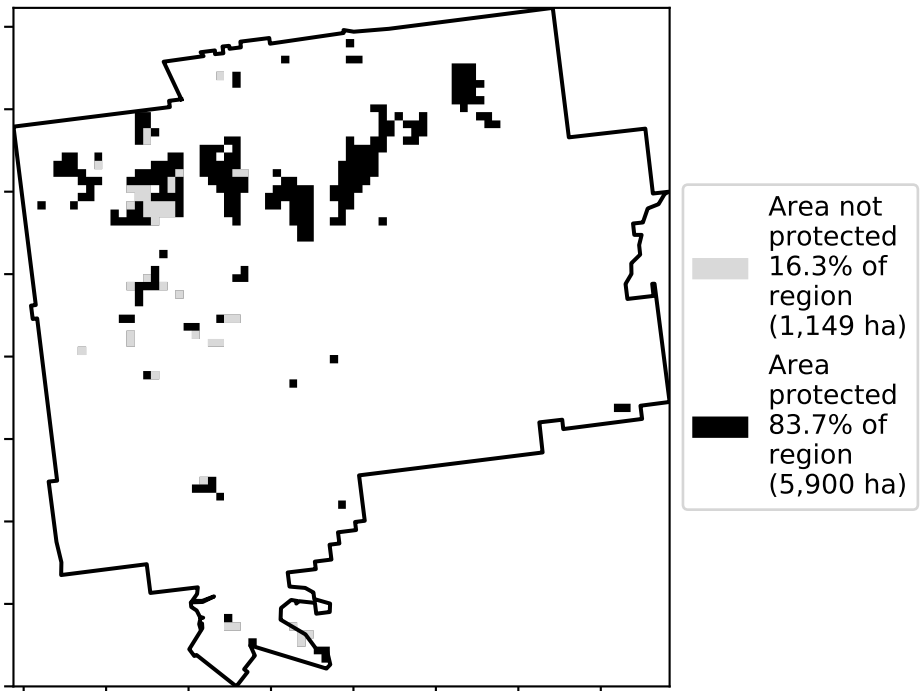 Area not
protected
16.3% of
region
(1,149 ha)
Area
protected
83.7% of
region
(5,900 ha)